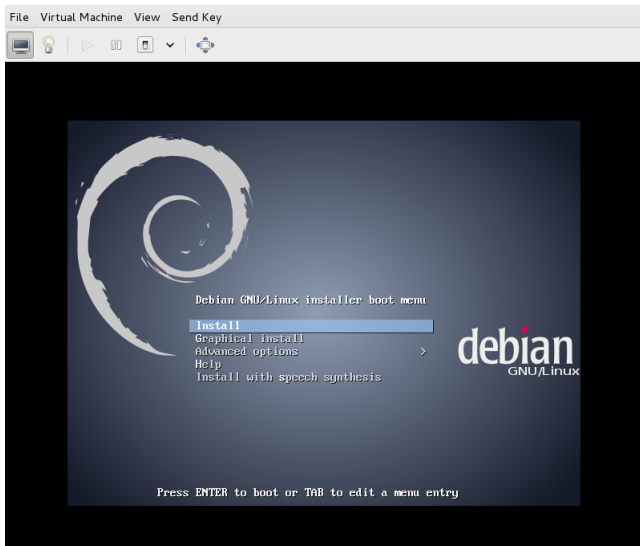 File Virtual Machine View Send Key
Debian GNU/Linux installer boot menu
Install
Graphical install
Advanced options >
Help
Install with speech synthesis
debian
GNU/Linux
Press ENTER to boot or TAB to edit a menu entry